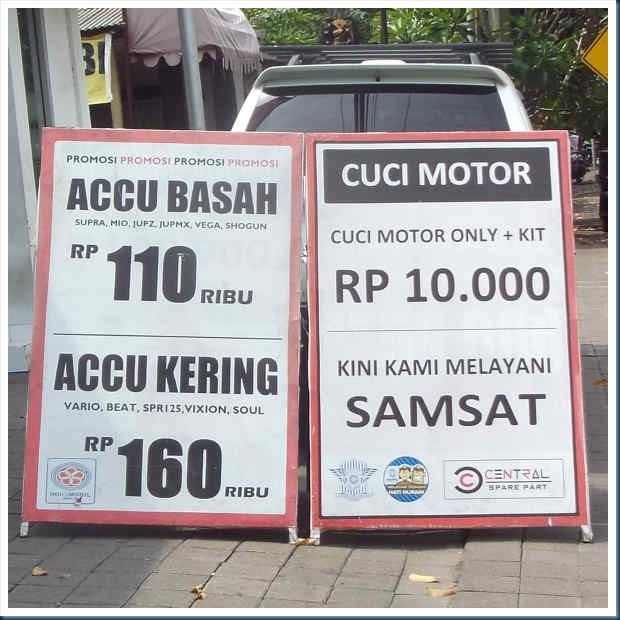 PROMOSI PROMOSI PROMOSI PROMOSI
ACCU BASAH
SUPRA, MIO, JUPZ, JUPMX, VEGA, SHOGUN
RP 110 RIBU
ACCU KERING
VARIO, BEAT, SPR125,VIXION, SOUL
RP 160 RIBU
CUCI MOTOR
CUCI MOTOR ONLY + KIT
RP 10.000
KINI KAMI MELAYANI
SAMSAT
CENTRAL
SPARE PART